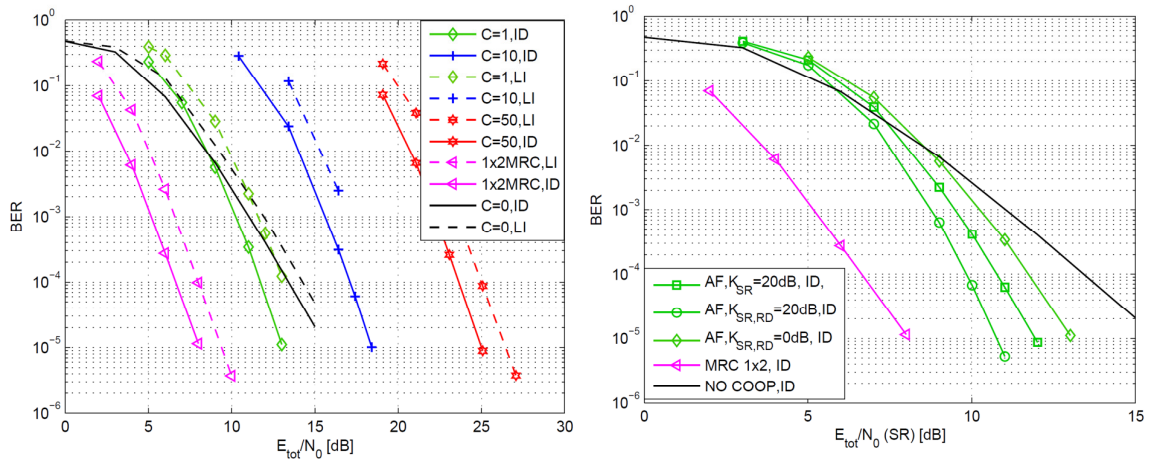 10^0
10^-1
10^-2
10^-3
10^-4
10^-5
10^-6
BER
0 5 10 15 20 25 30
E_tot/N_0 [dB]
C=1,ID
C=10,ID
C=1,LI
C=10,LI
C=50,LI
C=50,ID
1x2MRC,LI
1x2MRC,ID
C=0,ID
C=0,LI
10^0
10^-1
10^-2
10^-3
10^-4
10^-5
10^-6
BER
0 5 10 15
E_tot/N_0 (SR) [dB]
AF,K_SR=20dB, ID,
AF,K_SR,RD=20dB,ID
AF,K_SR,RD=0dB, ID
MRC 1x2, ID
NO COOP,ID